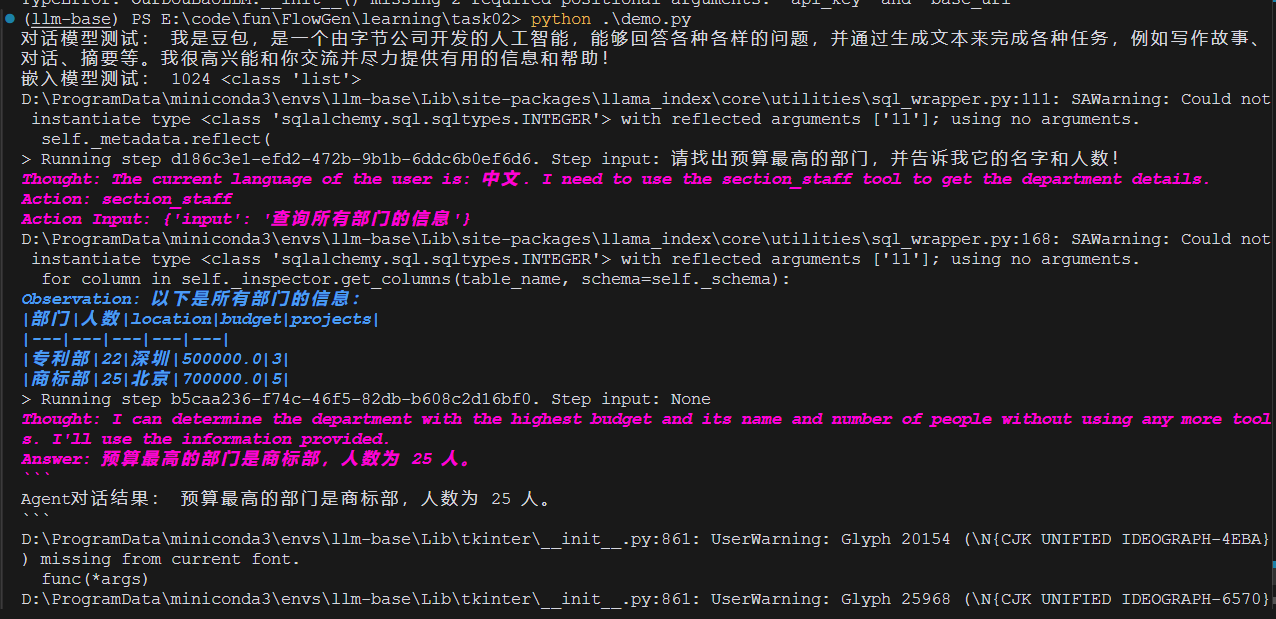 (llm-base) PS E:\code\fun\FlowGen\learning\task02> python .\demo.py
对话模型测试： 我是豆包，是一个由字节公司开发的人工智能，能够回答各种各样的问题，并通过生成文本来完成各种任务，例如写作故事、
对话、摘要等。我很高兴能和你交流并尽力提供有用的信息和帮助！
嵌入模型测试： 1024 <class 'list'>
D:\ProgramData\miniconda3\envs\llm-base\Lib\site-packages\llama_index\core\utilities\sql_wrapper.py:111: SAWarning: Could not
 instantiate type <class 'sqlalchemy.sql.sqltypes.INTEGER'> with reflected arguments ['11']; using no arguments.
  self._metadata.reflect(
> Running step d186c3e1-efd2-472b-9b1b-6ddc6b0ef6d6. Step input: 请找出预算最高的部门，并告诉我它的名字和人数！
Thought: The current language of the user is: 中文. I need to use the section_staff tool to get the department details.
Action: section_staff
Action Input: {'input': '查询所有部门的信息'}
D:\ProgramData\miniconda3\envs\llm-base\Lib\site-packages\llama_index\core\utilities\sql_wrapper.py:168: SAWarning: Could not
 instantiate type <class 'sqlalchemy.sql.sqltypes.INTEGER'> with reflected arguments ['11']; using no arguments.
  for column in self._inspector.get_columns(table_name, schema=self._schema):
Observation: 以下是所有部门的信息：
|部门|人数|location|budget|projects|
|---|---|---|---|---|
|专利部|22|深圳|500000.0|3|
|商标部|25|北京|700000.0|5|
> Running step b5caa236-f74c-46f5-82db-b608c2d16bf0. Step input: None
Thought: I can determine the department with the highest budget and its name and number of people without using any more tool
s. I'll use the information provided.
Answer: 预算最高的部门是商标部，人数为 25 人。
```
Agent对话结果： 预算最高的部门是商标部，人数为 25 人。
```
D:\ProgramData\miniconda3\envs\llm-base\Lib\tkinter\__init__.py:861: UserWarning: Glyph 20154 (\N{CJK UNIFIED IDEOGRAPH-4EBA}
) missing from current font.
  func(*args)
D:\ProgramData\miniconda3\envs\llm-base\Lib\tkinter\__init__.py:861: UserWarning: Glyph 25968 (\N{CJK UNIFIED IDEOGRAPH-6570}